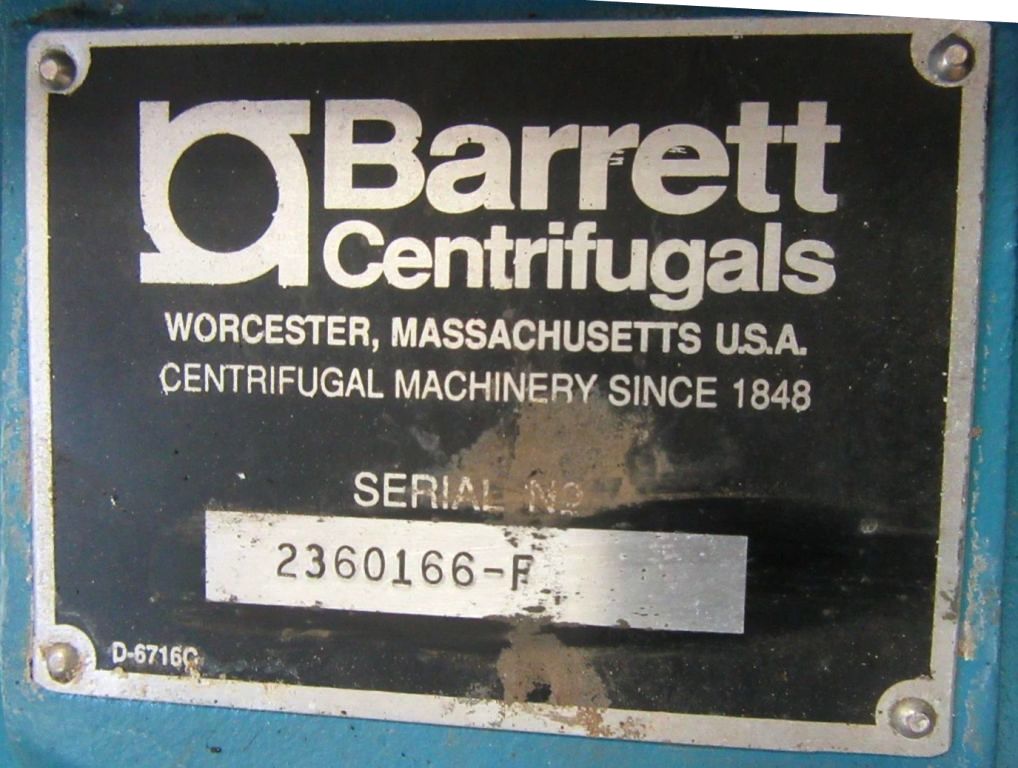 Barrett
Centrifugals
WORCESTER, MASSACHUSETTS U.S.A.
CENTRIFUGAL MACHINERY SINCE 1848
SERIAL No
2360166-F
D-6716C